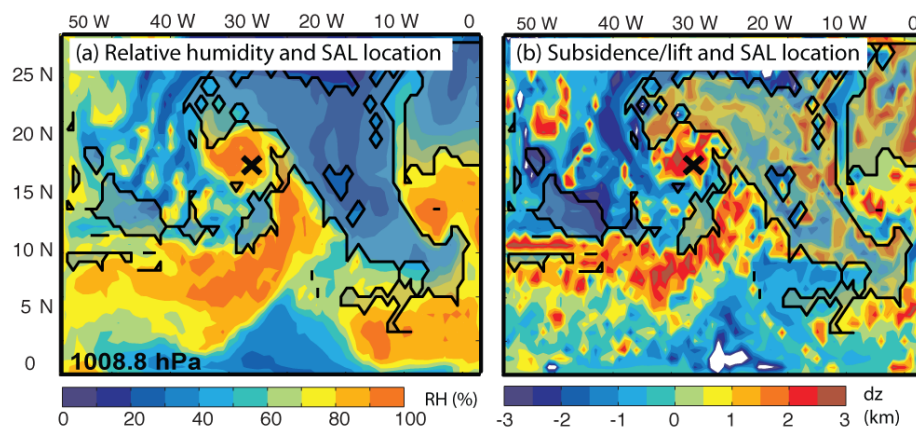 50 W 40 W 30 W 20 W 10 W 0
50 W 40 W 30 W 20 W 10 W 0
(a) Relative humidity and SAL location
(b) Subsidence/lift and SAL location
25 N
20 N
15 N
10 N
5 N
0
1008.8 hPa
0 20 40 60 80 100
RH (%)
-3 -2 -1 0 1 2 3
dz
(km)